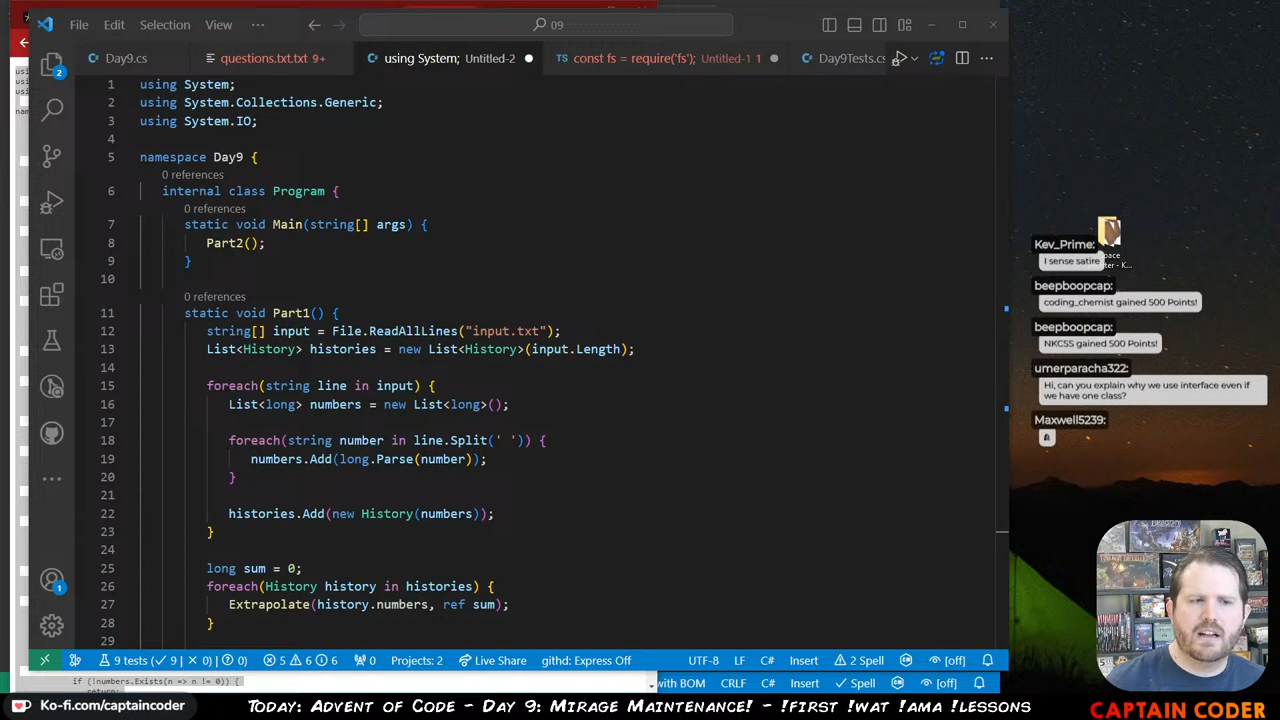 File Edit Selection View ··· 09
Day9.cs questions.txt.txt 9+ using System; Untitled-2 const fs = require('fs'); Untitled-1 1 Day9Tests.cs
1 using System;
2 using System.Collections.Generic;
3 using System.IO;
4
5 namespace Day9 {
0 references
6 internal class Program {
0 references
7 static void Main(string[] args) {
8 Part2();
9 }
10
0 references
11 static void Part1() {
12 string[] input = File.ReadAllLines("input.txt");
13 List<History> histories = new List<History>(input.Length);
14
15 foreach(string line in input) {
16 List<long> numbers = new List<long>();
17
18 foreach(string number in line.Split(' ')) {
19 numbers.Add(long.Parse(number));
20 }
21
22 histories.Add(new History(numbers));
23 }
24
25 long sum = 0;
26 foreach(History history in histories) {
27 Extrapolate(history.numbers, ref sum);
28 }
29
2
1
9 tests (✓ 9 | × 0) | (? 0) 5 6 6 0 Projects: 2 Live Share githd: Express Off UTF-8 LF C# Insert 2 Spell [off]
if (!numbers.Exists(n => n != 0)) {
with BOM CRLF C# Insert ✓ Spell [off]
Kev_Prime:
I sense satire
beepboopcap:
coding_chemist gained 500 Points!
beepboopcap:
NKCSS gained 500 Points!
umerparacha322:
Hi, can you explain why we use interface even if
we have one class?
Maxwell5239:
Ko-fi.com/captaincoder
Today: Advent of Code - Day 9: Mirage Maintenance! - !first !wat !ama !lessons
CAPTAIN CODER